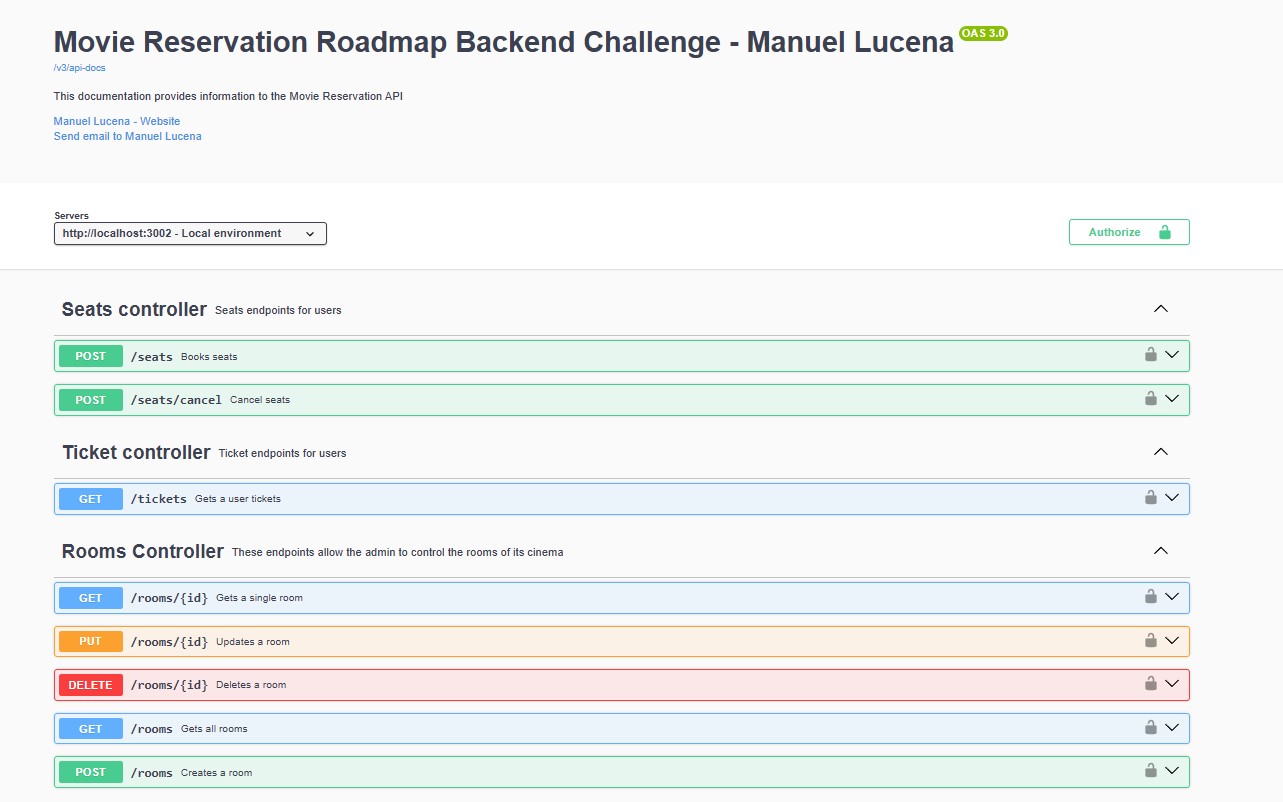 Movie Reservation Roadmap Backend Challenge - Manuel Lucena OAS 3.0
/v3/api-docs
This documentation provides information to the Movie Reservation API
Manuel Lucena - Website
Send email to Manuel Lucena
Servers
http://localhost:3002 - Local environment
Authorize
Seats controller Seats endpoints for users
POST /seats Books seats
POST /seats/cancel Cancel seats
Ticket controller Ticket endpoints for users
GET /tickets Gets a user tickets
Rooms Controller These endpoints allow the admin to control the rooms of its cinema
GET /rooms/{id} Gets a single room
PUT /rooms/{id} Updates a room
DELETE /rooms/{id} Deletes a room
GET /rooms Gets all rooms
POST /rooms Creates a room